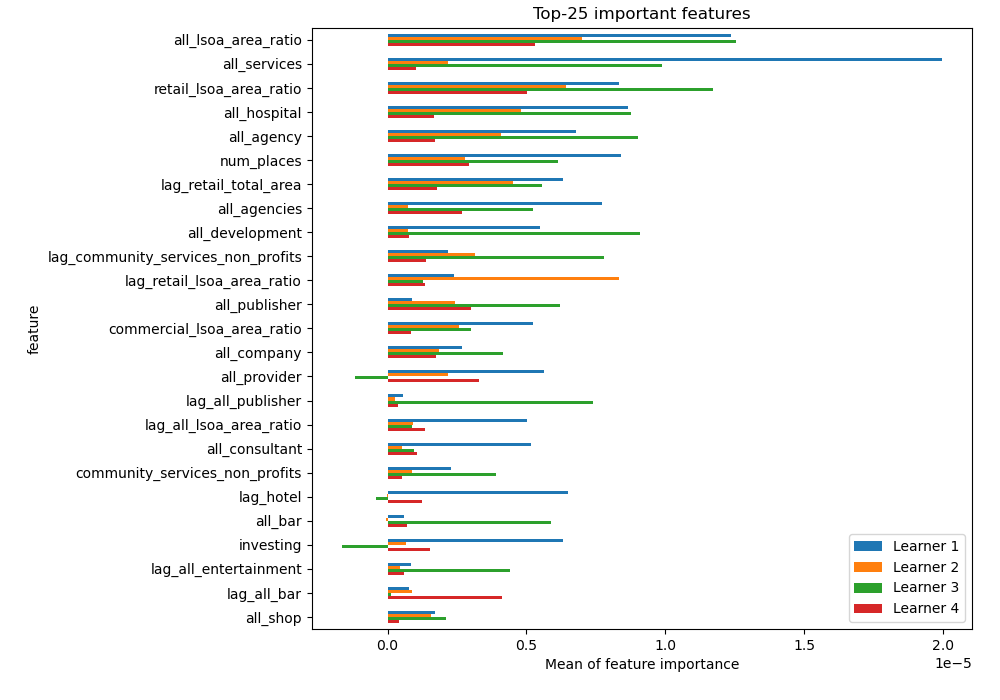 Top-25 important features
all_lsoa_area_ratio
all_services
retail_lsoa_area_ratio
all_hospital
all_agency
num_places
lag_retail_total_area
all_agencies
all_development
lag_community_services_non_profits
lag_retail_lsoa_area_ratio
all_publisher
commercial_lsoa_area_ratio
all_company
all_provider
lag_all_publisher
lag_all_lsoa_area_ratio
all_consultant
community_services_non_profits
lag_hotel
all_bar
investing
lag_all_entertainment
lag_all_bar
all_shop
feature
Learner 1
Learner 2
Learner 3
Learner 4
0.0 0.5 1.0 1.5 2.0
1e−5
Mean of feature importance